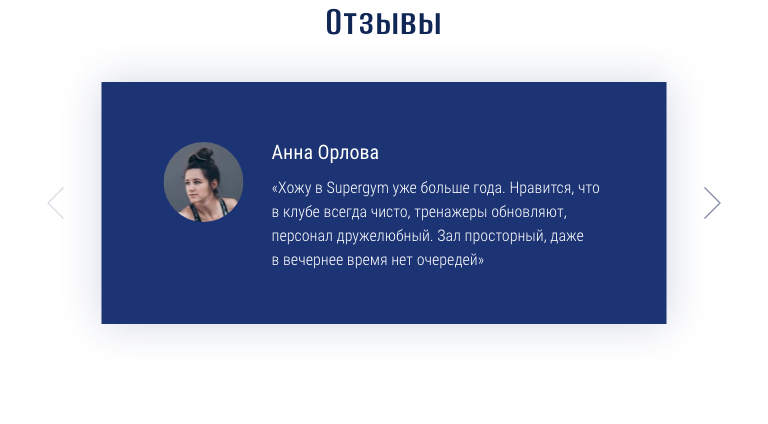 Отзывы
Анна Орлова
«Хожу в Supergym уже больше года. Нравится, что
в клубе всегда чисто, тренажеры обновляют,
персонал дружелюбный. Зал просторный, даже
в вечернее время нет очередей»